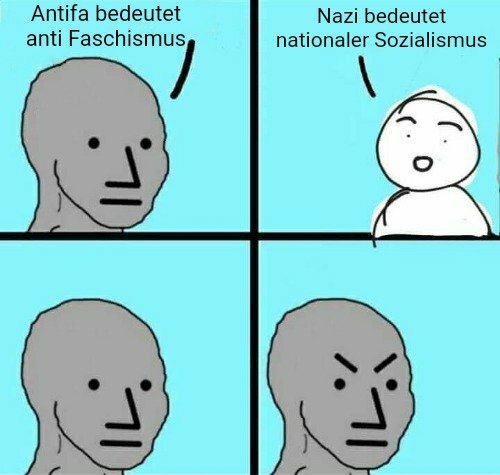 Antifa bedeutet
anti Faschismus
Nazi bedeutet
nationaler Sozialismus